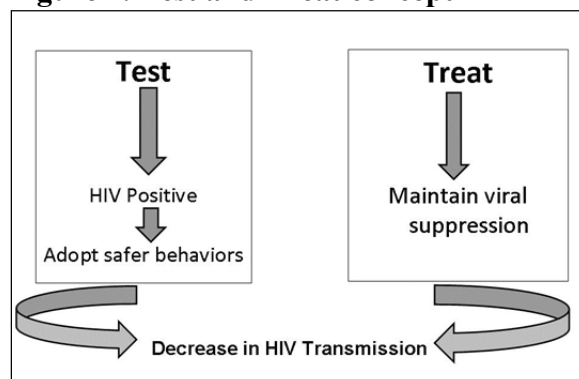 Test
HIV Positive
Adopt safer behaviors
Treat
Maintain viral
suppression
Decrease in HIV Transmission